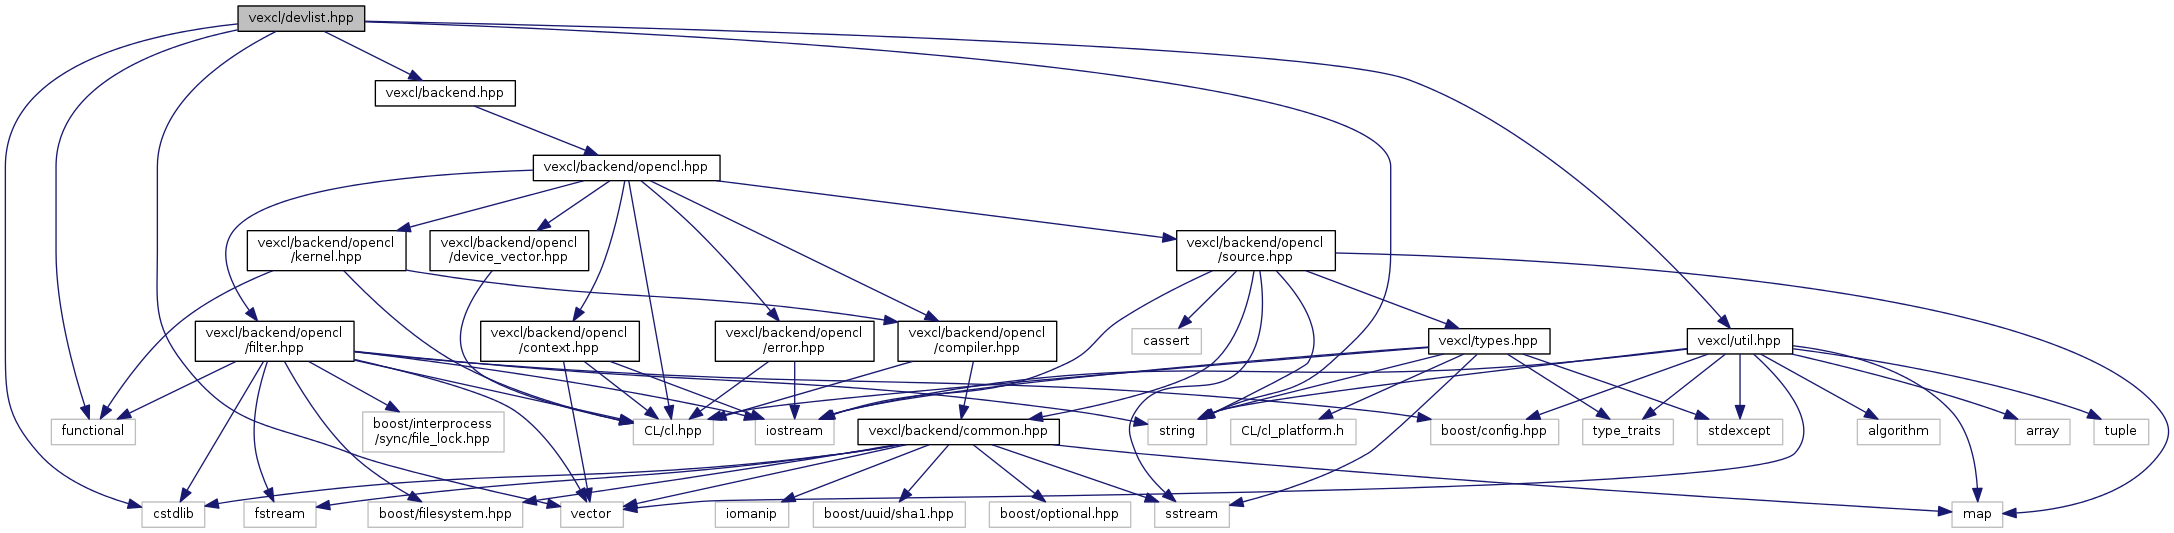 vexcl/devlist.hpp
vexcl/backend.hpp
vexcl/backend/opencl.hpp
vexcl/backend/opencl
/kernel.hpp
vexcl/backend/opencl
/device_vector.hpp
vexcl/backend/opencl
/source.hpp
vexcl/backend/opencl
/filter.hpp
vexcl/backend/opencl
/context.hpp
vexcl/backend/opencl
/error.hpp
vexcl/backend/opencl
/compiler.hpp
cassert
vexcl/types.hpp
vexcl/util.hpp
functional
boost/interprocess
/sync/file_lock.hpp
CL/cl.hpp
iostream
vexcl/backend/common.hpp
string
CL/cl_platform.h
boost/config.hpp
type_traits
stdexcept
algorithm
array
tuple
cstdlib
fstream
boost/filesystem.hpp
vector
iomanip
boost/uuid/sha1.hpp
boost/optional.hpp
sstream
map